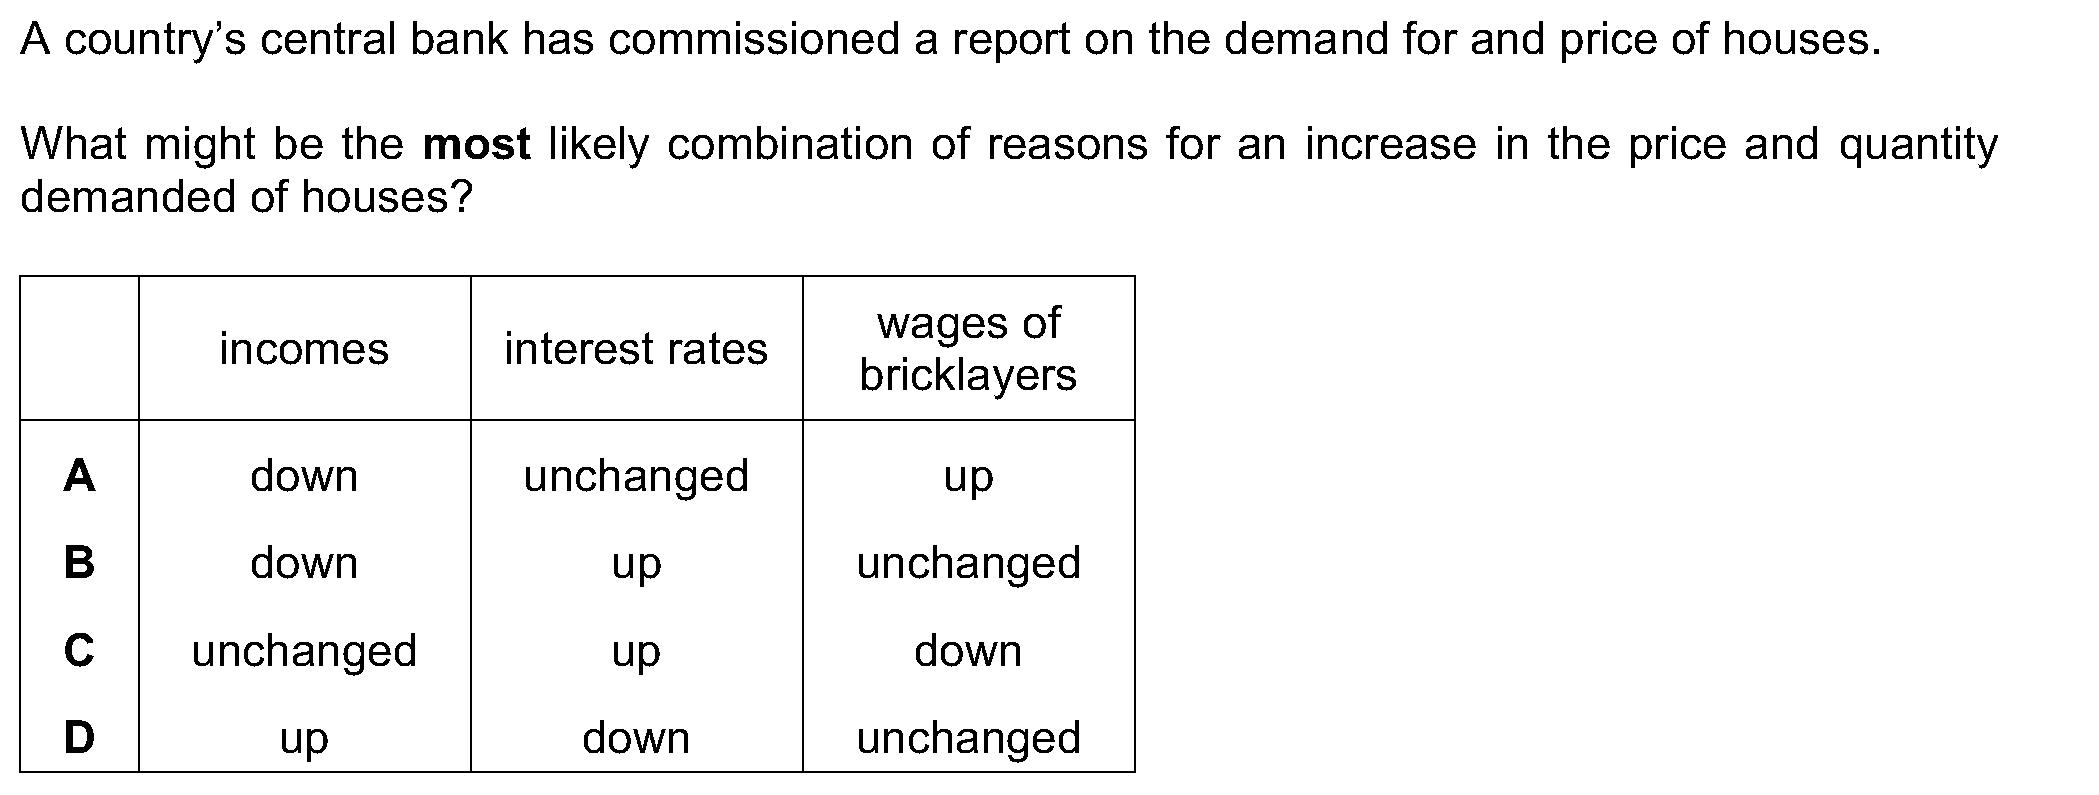 A country’s central bank has commissioned a report on the demand for and price of houses.
What might be the most likely combination of reasons for an increase in the price and quantity
demanded of houses?
incomes interest rates wages of
bricklayers
A down unchanged up
B down up unchanged
C unchanged up down
D up down unchanged